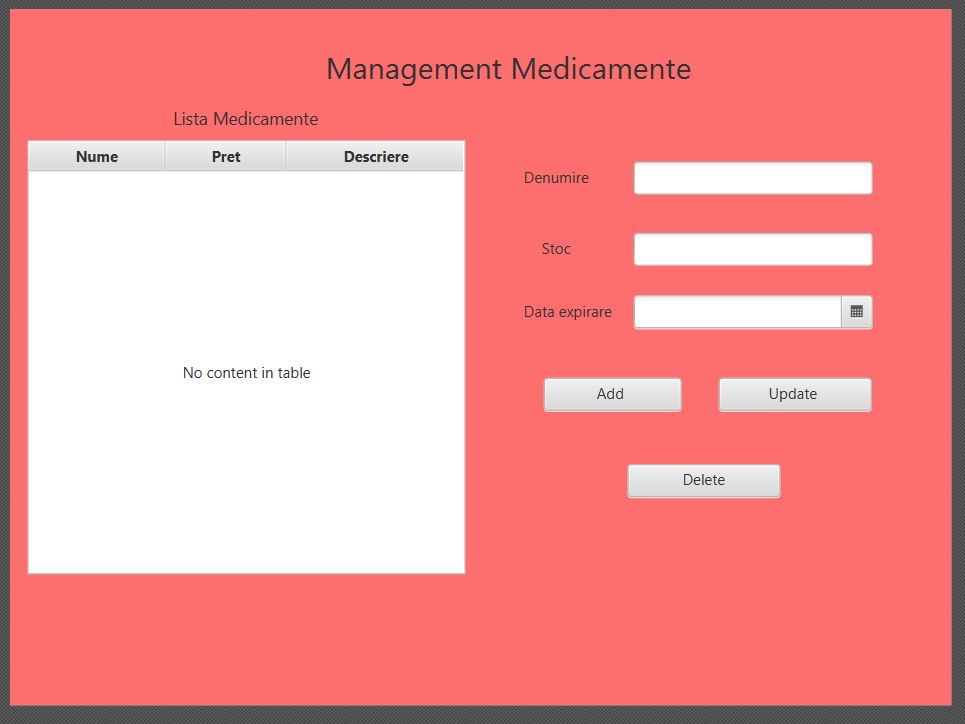 Management Medicamente
Lista Medicamente
Nume Pret Descriere
No content in table
Denumire
Stoc
Data expirare
Add Update
Delete